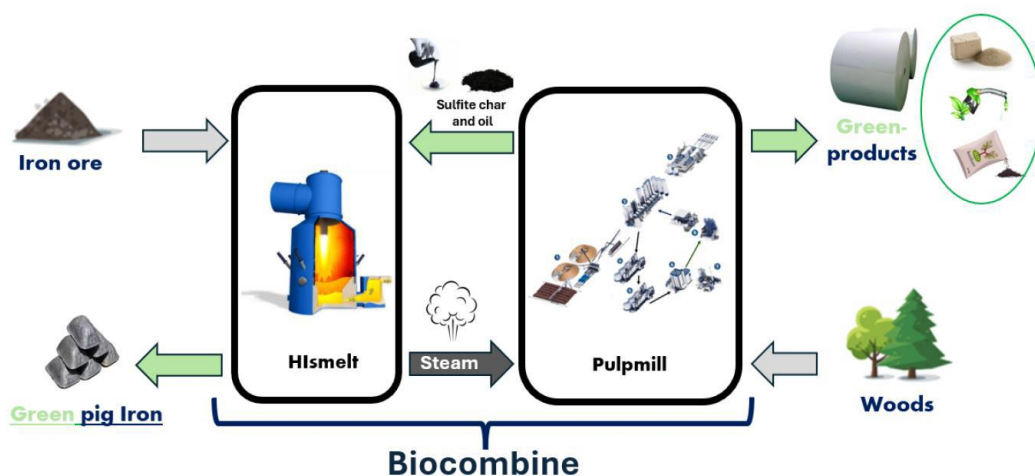 Sulfite char
and oil
Iron ore
Green-
products
HIsmelt
Steam
Pulpmill
Green pig Iron
Woods
Biocombine